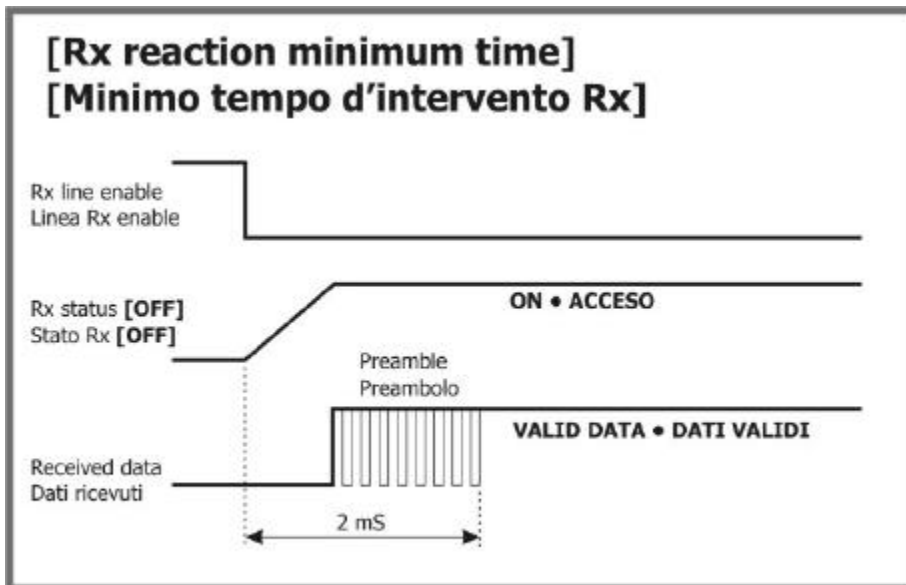 [Rx reaction minimum time]
[Minimo tempo d'intervento Rx]
Rx line enable
Linea Rx enable
Rx status [OFF]
Stato Rx [OFF]
ON ● ACCESO
Preamble
Preambolo
VALID DATA ● DATI VALIDI
Received data
Dati ricevuti
2 mS